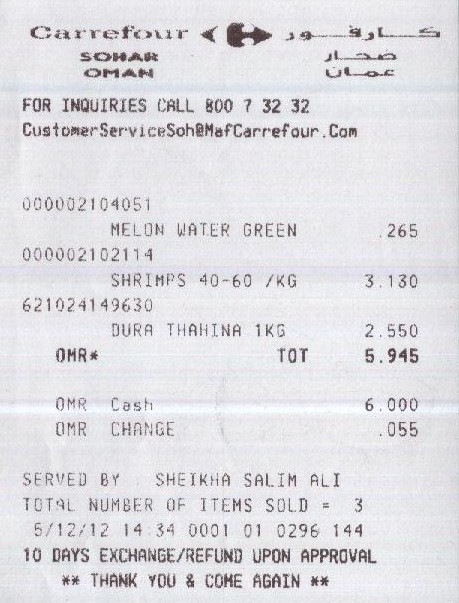 Carrefour كارفور
SOHAR صحار
OMAN عمان
FOR INQUIRIES CALL 800 7 32 32
CustomerServiceSoh@MafCarrefour.Com
000002104051
MELON WATER GREEN .265
000002102114
SHRIMPS 40-60 /KG 3.130
621024149630
DURA THAHINA 1KG 2.550
OMR* TOT 5.945
OMR Cash 6.000
OMR CHANGE .055
SERVED BY : SHEIKHA SALIM ALI
TOTAL NUMBER OF ITEMS SOLD = 3
5/12/12 14:34 0001 01 0296 144
10 DAYS EXCHANGE/REFUND UPON APPROVAL
** THANK YOU & COME AGAIN **